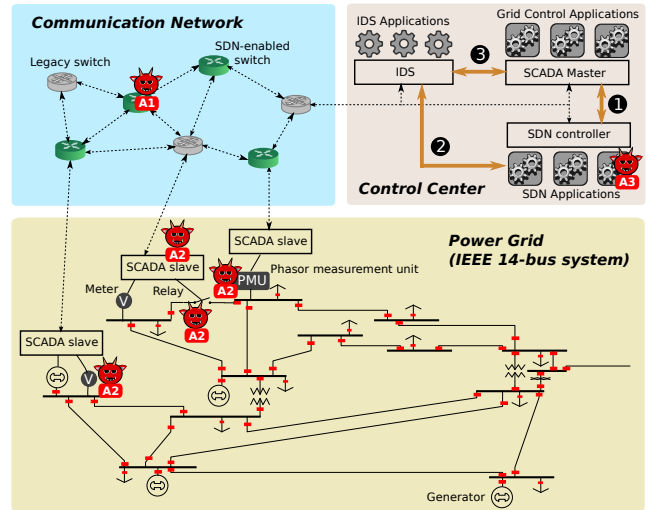 Communication Network
SDN-enabled
switch
Legacy switch
A1
IDS Applications
Grid Control Applications
IDS
3
SCADA Master
1
SDN controller
2
A3
SDN Applications
Control Center
Power Grid
(IEEE 14-bus system)
SCADA slave
A2
SCADA slave
A2
PMU
Phasor measurement unit
Meter
V
Relay
A2
SCADA slave
V
A2
Generator